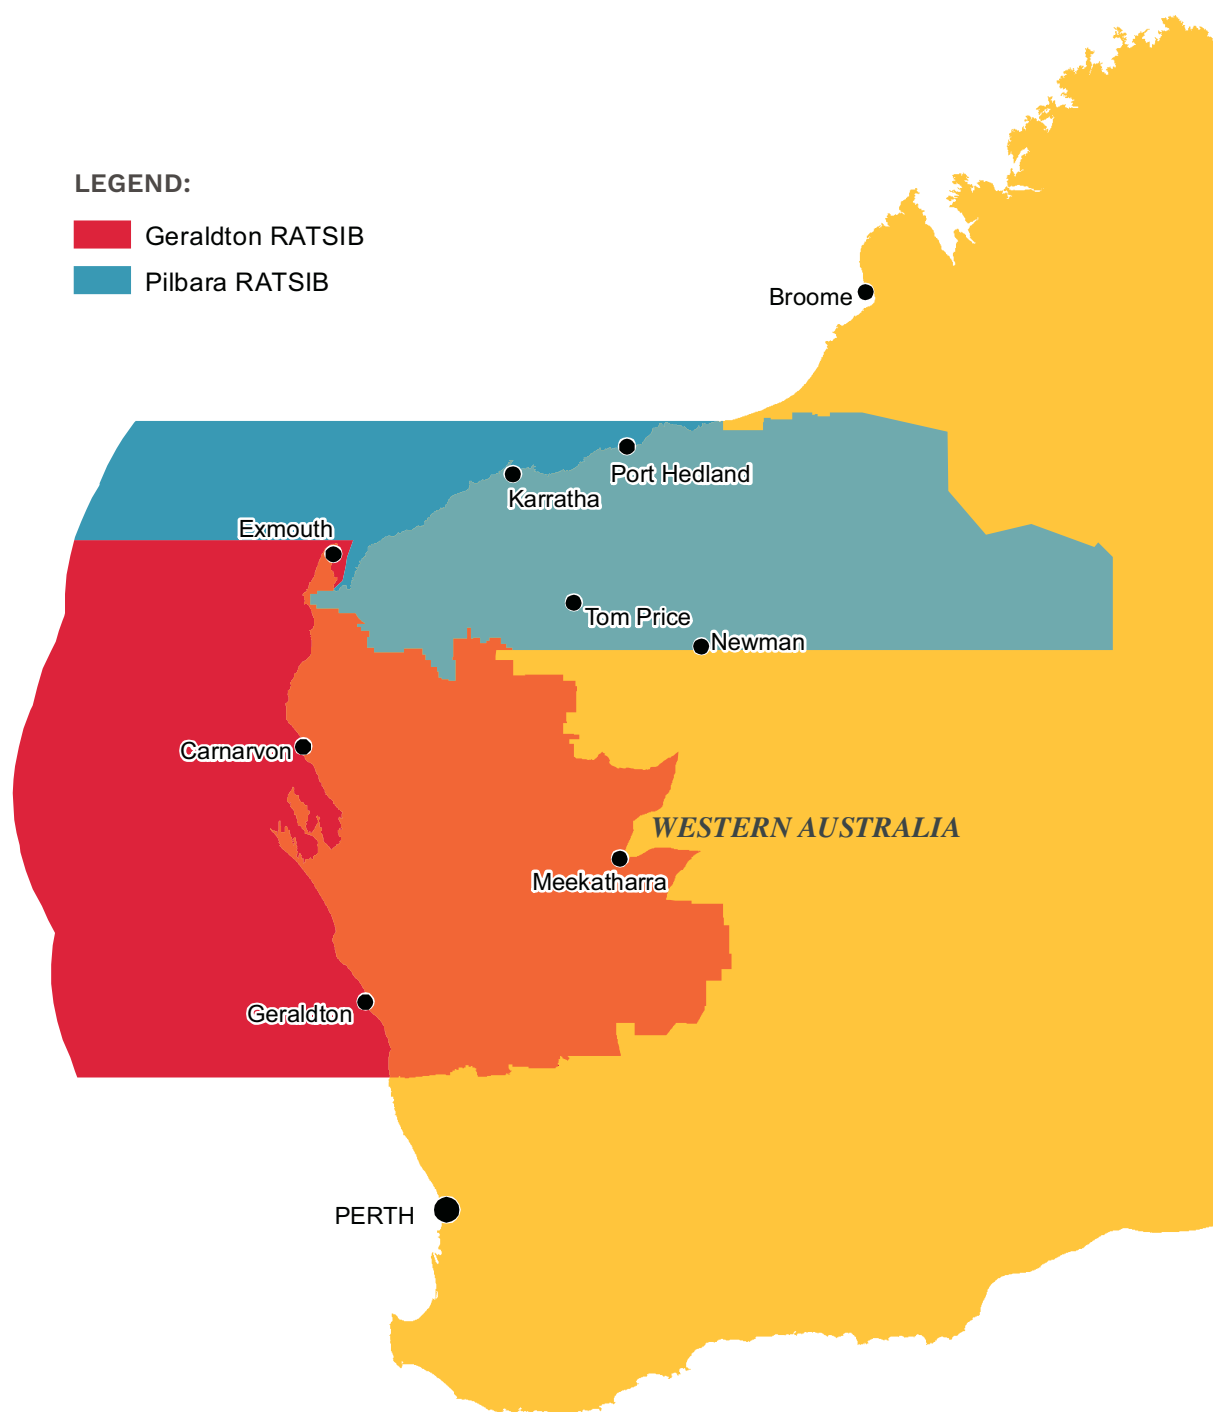 LEGEND:
Geraldton RATSIB
Pilbara RATSIB
Broome
Port Hedland
Karratha
Exmouth
Tom Price
Newman
Carnarvon
WESTERN AUSTRALIA
Meekatharra
Geraldton
PERTH